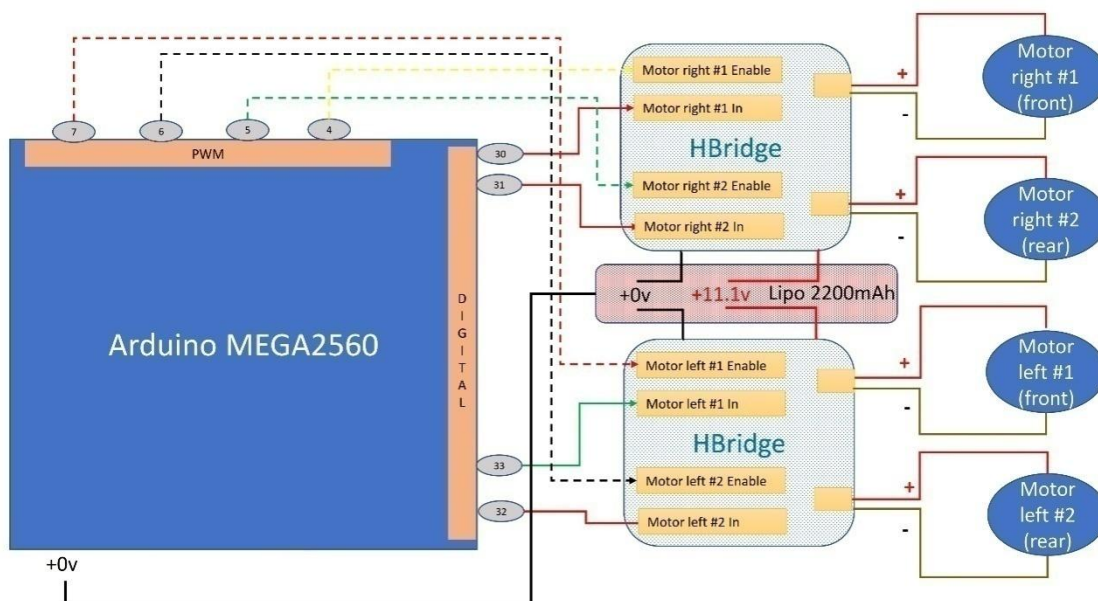 7
6
5
4
PWM
30
31
33
32
DIGITAL
Arduino MEGA2560
+0v
Motor right #1 Enable
Motor right #1 In
HBridge
Motor right #2 Enable
Motor right #2 In
+0v +11.1v Lipo 2200mAh
Motor left #1 Enable
Motor left #1 In
HBridge
Motor left #2 Enable
Motor left #2 In
+
-
Motor
right #1
(front)
+
-
Motor
right #2
(rear)
+
-
Motor
left #1
(front)
+
-
Motor
left #2
(rear)